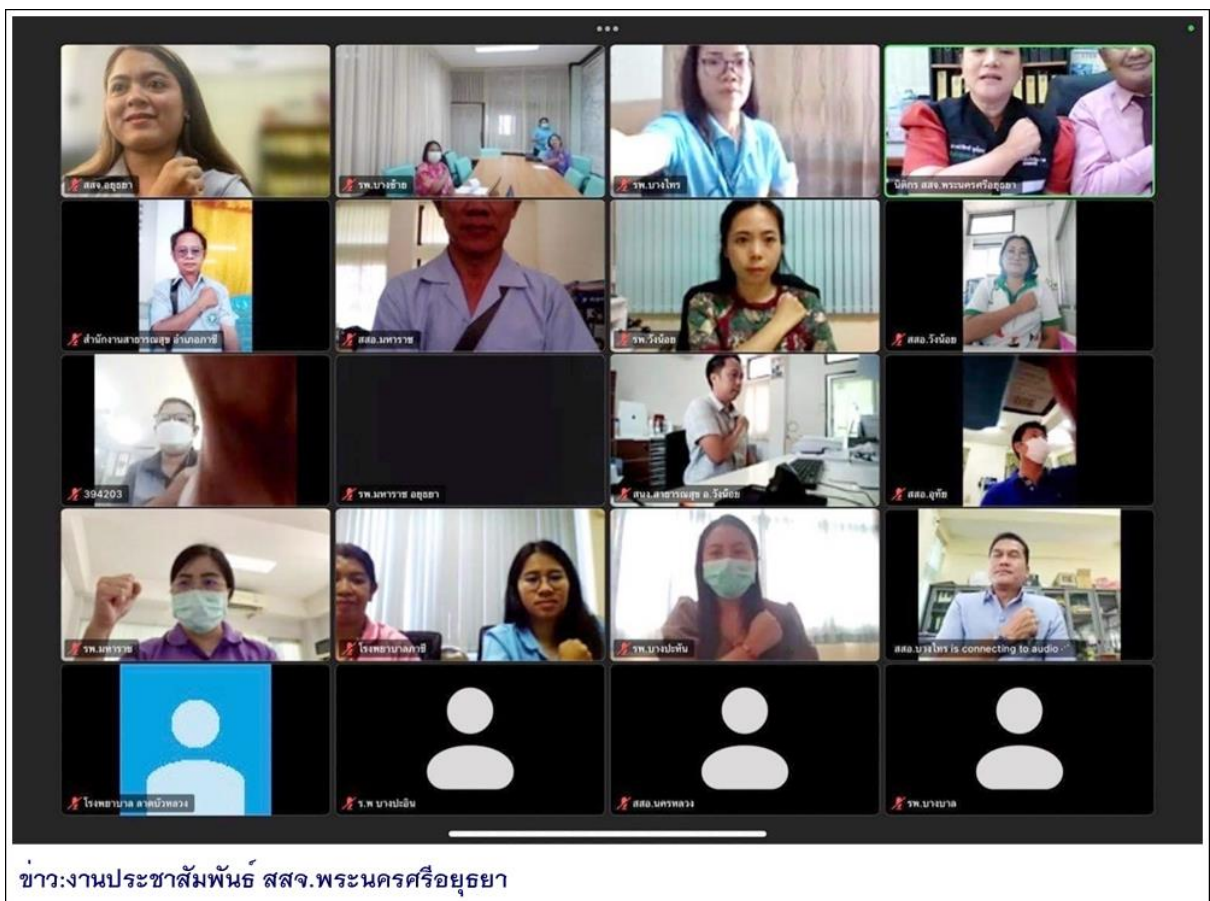 สสจ.อยุธยา
รพ.บางซ้าย
รพ.บางไทร
นิติกร สสจ.พระนครศรีอยุธยา
สำนักงานสาธารณสุข อำเภอภาชี
สสอ.มหาราช
รพ.วังน้อย
สสอ.วังน้อย
394203
รพ.มหาราช อยุธยา
สนง.สาธารณสุข อ.วังน้อย
สสอ.อุทัย
รพ.มหาราช
โรงพยาบาลภาชี
รพ.บางปะหัน
สสอ.บางไทร is connecting to audio
โรงพยาบาล ลาดบัวหลวง
ร.พ บางปะอิน
สสอ.นครหลวง
รพ.บางบาล
ข่าว:งานประชาสัมพันธ์ สสจ.พระนครศรีอยุธยา